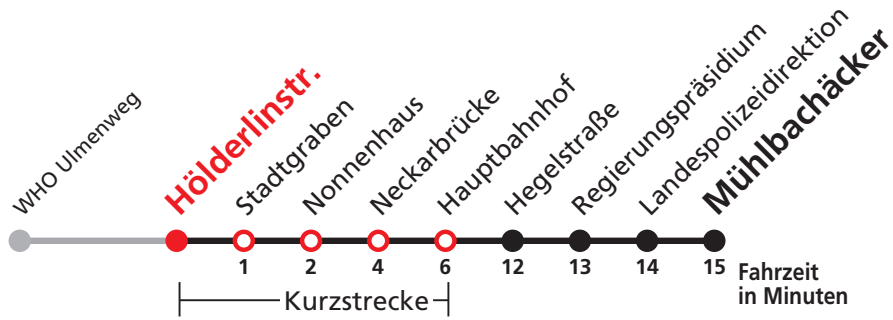 WHO Ulmenweg
Hölderlinstr.
Stadtgraben
Nonnenhaus
Neckarbrücke
Hauptbahnhof
Hegelstraße
Regierungspräsidium
Landespolizeidirektion
Mühlbachäcker
1 2 4 6 12 13 14 15 Fahrzeit
in Minuten
Kurzstrecke